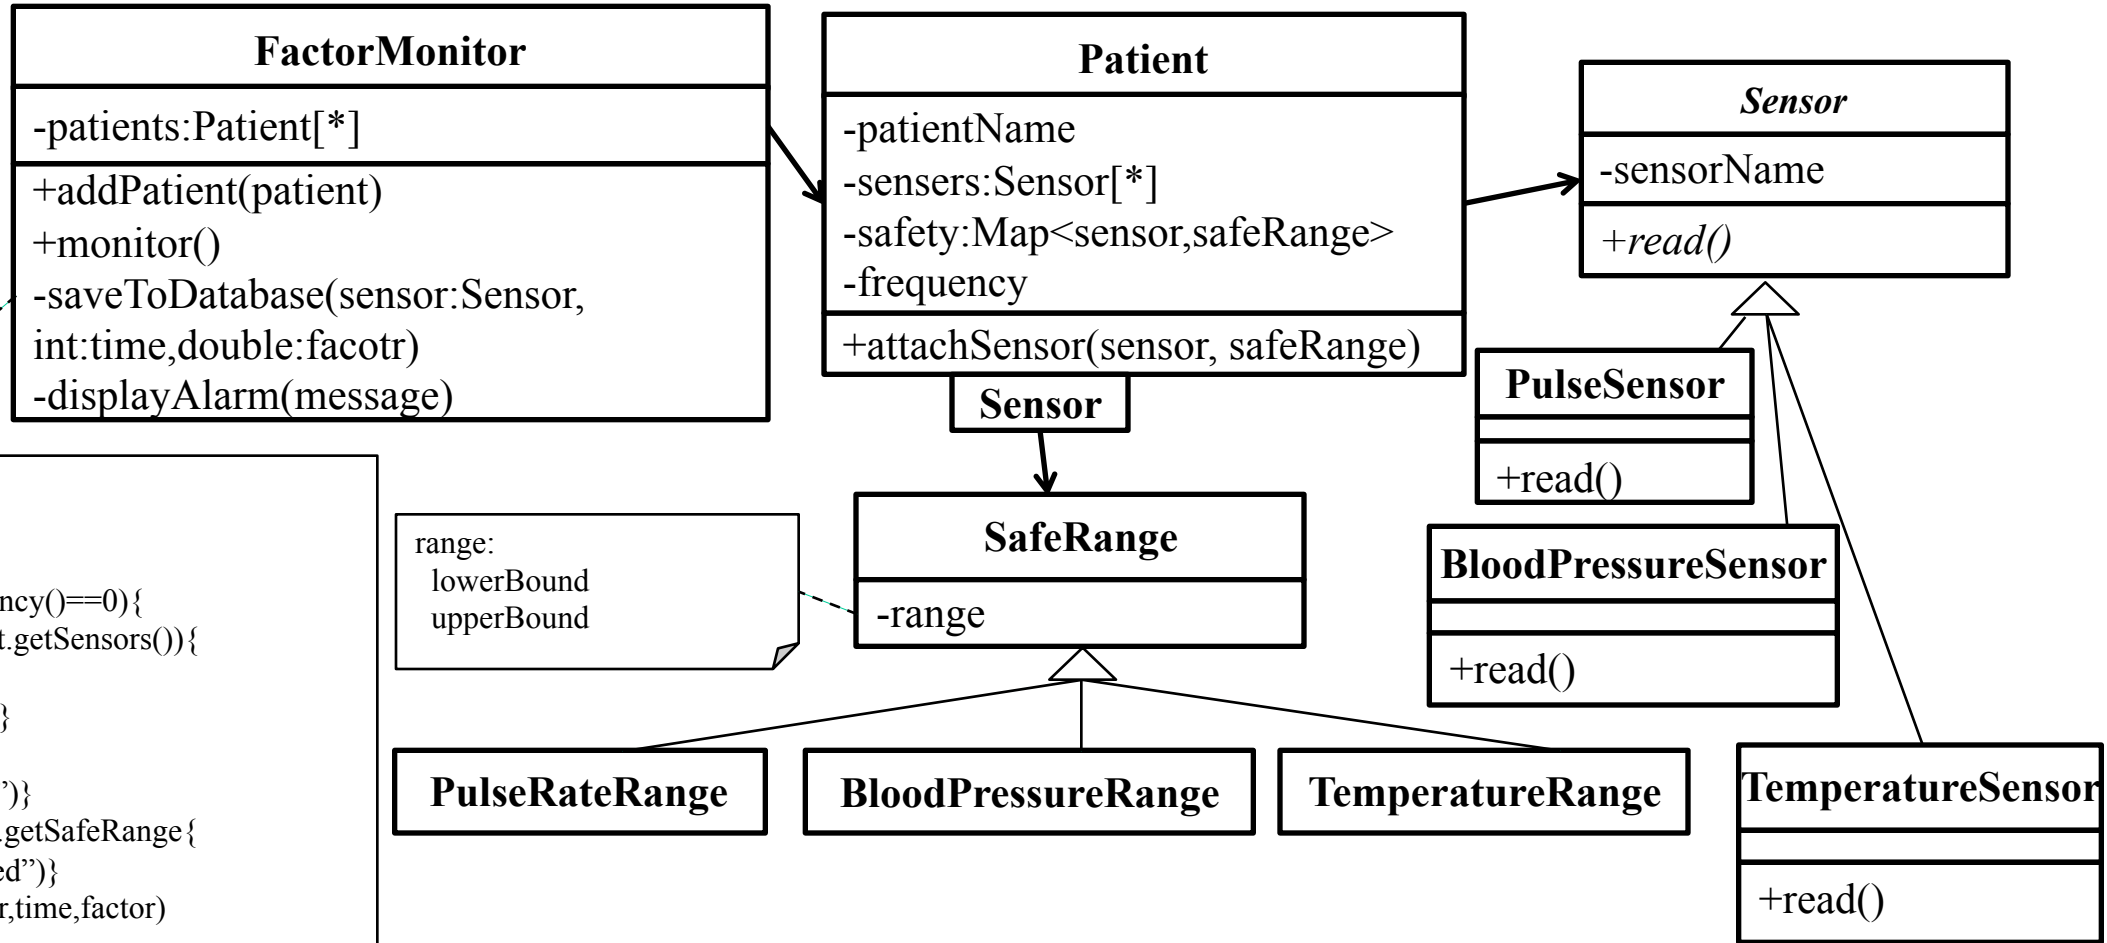 FactorMonitor
-patients:Patient[*]
+addPatient(patient)
+monitor()
-saveToDatabase(sensor:Sensor,
int:time,double:facotr)
-displayAlarm(message)
Patient
-patientName
-sensers:Sensor[*]
-safety:Map<sensor,safeRange>
-frequency
+attachSensor(sensor, safeRange)
Sensor
Sensor
-sensorName
+read()
PulseSensor
+read()
BloodPressureSensor
+read()
TemperatureSensor
+read()
SafeRange
-range
range:
lowerBound
upperBound
PulseRateRange
BloodPressureRange
TemperatureRange
ncy()==0){
t.getSensors()){
}
”)}
.getSafeRange{
ed”)}
r,time,factor)